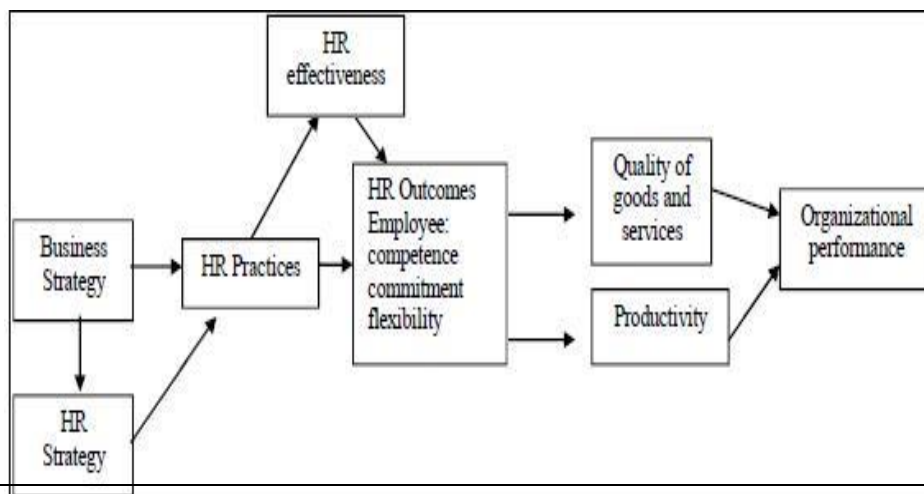 HR
effectiveness
HR Outcomes
Employee:
competence
commitment
flexibility
Quality of
goods and
services
Organizational
performance
Business
Strategy
HR Practices
Productivity
HR
Strategy